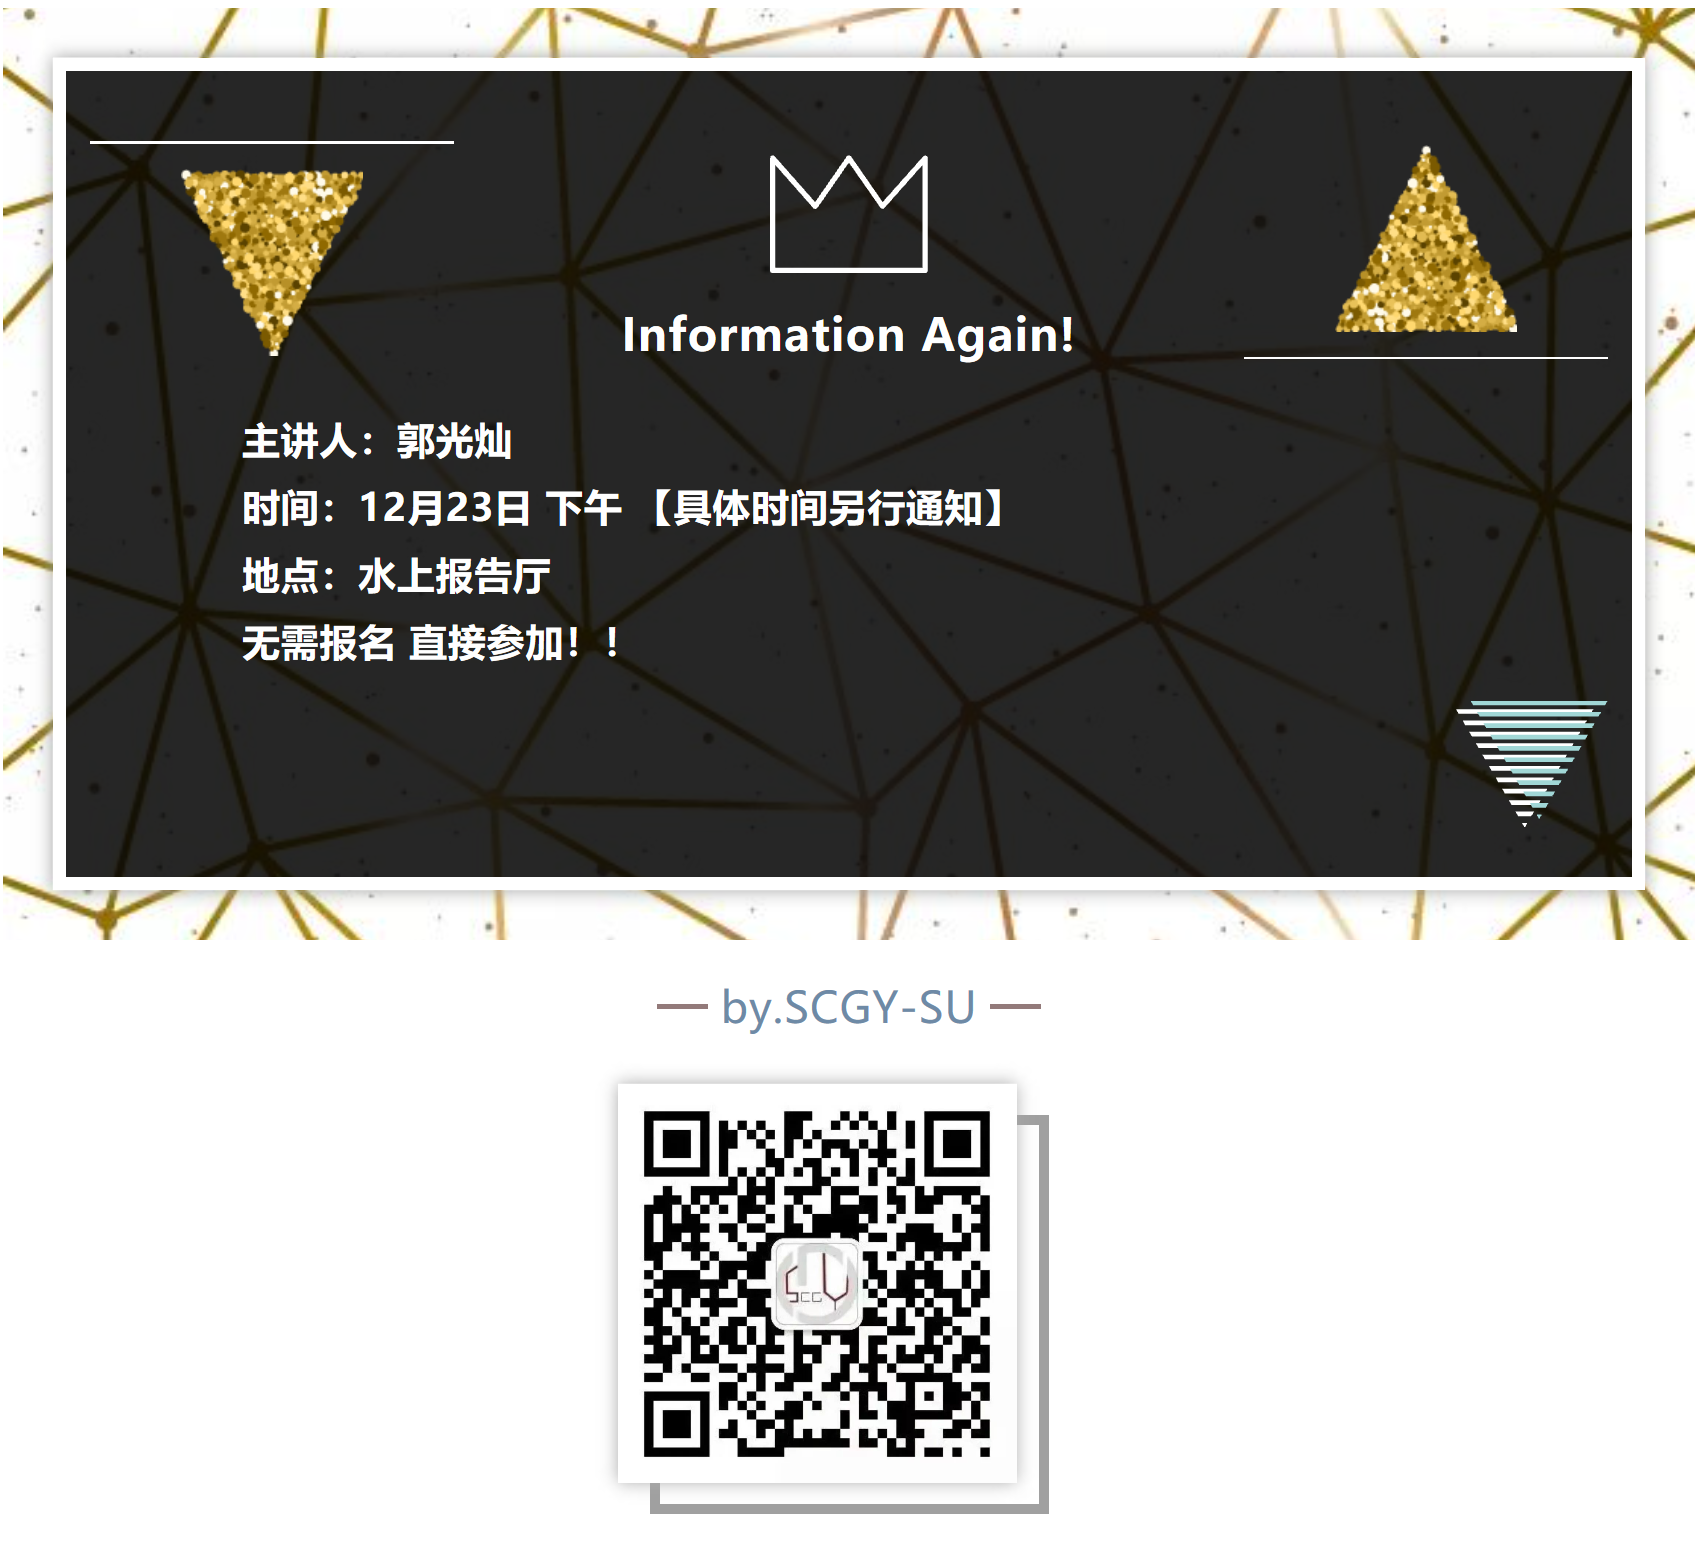 Information Again!
主讲人：郭光灿
时间：12月23日 下午 【具体时间另行通知】
地点：水上报告厅
无需报名 直接参加！！
by.SCGY-SU
SCGY